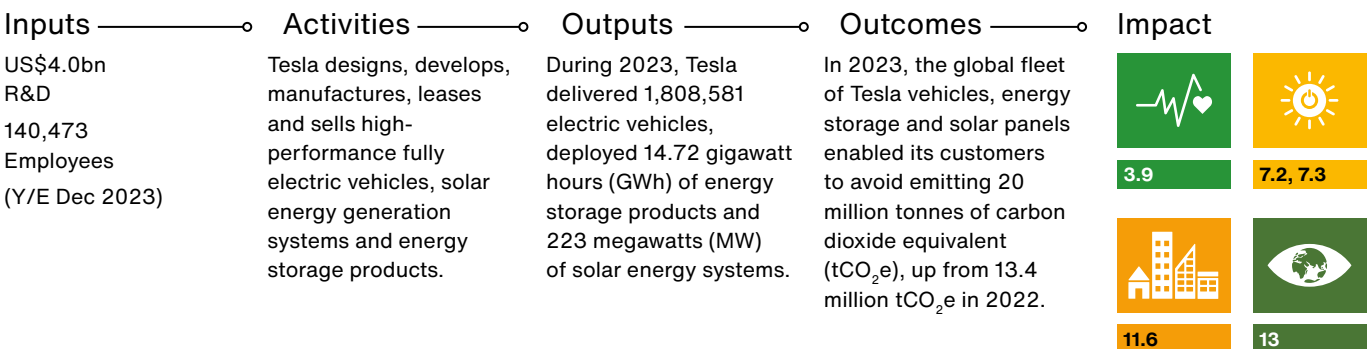 Inputs
US$4.0bn
R&D
140,473
Employees
(Y/E Dec 2023)
Activities
Tesla designs, develops,
manufactures, leases
and sells high-
performance fully
electric vehicles, solar
energy generation
systems and energy
storage products.
Outputs
During 2023, Tesla
delivered 1,808,581
electric vehicles,
deployed 14.72 gigawatt
hours (GWh) of energy
storage products and
223 megawatts (MW)
of solar energy systems.
Outcomes
In 2023, the global fleet
of Tesla vehicles, energy
storage and solar panels
enabled its customers
to avoid emitting 20
million tonnes of carbon
dioxide equivalent
(tCO₂e), up from 13.4
million tCO₂e in 2022.
Impact
3.9
7.2, 7.3
11.6
13